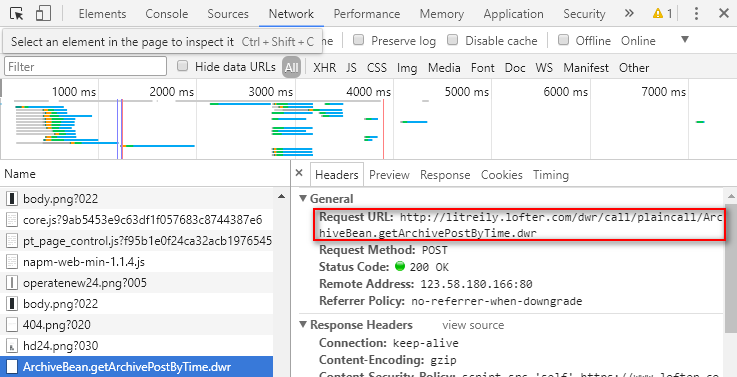 Elements Console Sources Network Performance Memory
Select an element in the page to inspect it Ctrl+Shift+C
Preserve log Disable cache Offline Online
Filter Hide data URLs All XHR JS CSS Img Media Font Doc WS Manifest Other
1000 ms 2000 ms 3000 ms 4000 ms 5000 ms 6000 ms 7000 ms
Name
body.png?022
core.js?9ab5453e9c63df1f057683c8744387e6
pt_page_control.js?f95b1e0f24ca32acb1976545
napm-web-min-1.1.4.js
operatenew24.png?005
body.png?022
404.png?020
hd24.png?030
ArchiveBean.getArchivePostByTime.dwr
Headers Preview Response Cookies Timing
General
Request URL: http://litreily.lofter.com/dwr/call/plaincall/Arc
hiveBean.getArchivePostByTime.dwr
Request Method: POST
Status Code: 200 OK
Remote Address: 123.58.180.166:80
Referrer Policy: no-referrer-when-downgrade
Response Headers view source
Connection: keep-alive
Content-Encoding: gzip